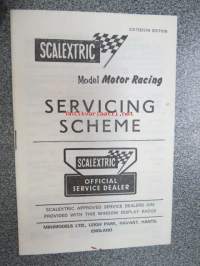 SIXTEENTH EDITION
SCALEXTRIC
Model Motor Racing
SERVICING
SCHEME
SCALEXTRIC
OFFICIAL
SERVICE DEALER
SCALEXTRIC APPROVED SERVICE DEALERS ARE
PROVIDED WITH THIS WINDOW DISPLAY BADGE
MINIMODELS LTD., LEIGH PARK, HAVANT, HANTS.
ENGLAND